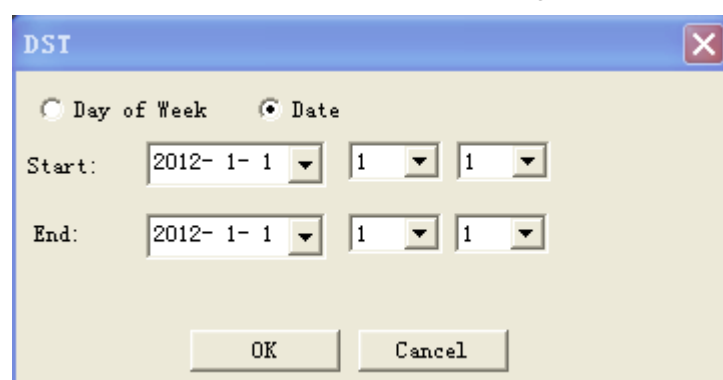 DST
Day of Week Date
Start: 2012- 1- 1 1 1
End: 2012- 1- 1 1 1
OK Cancel